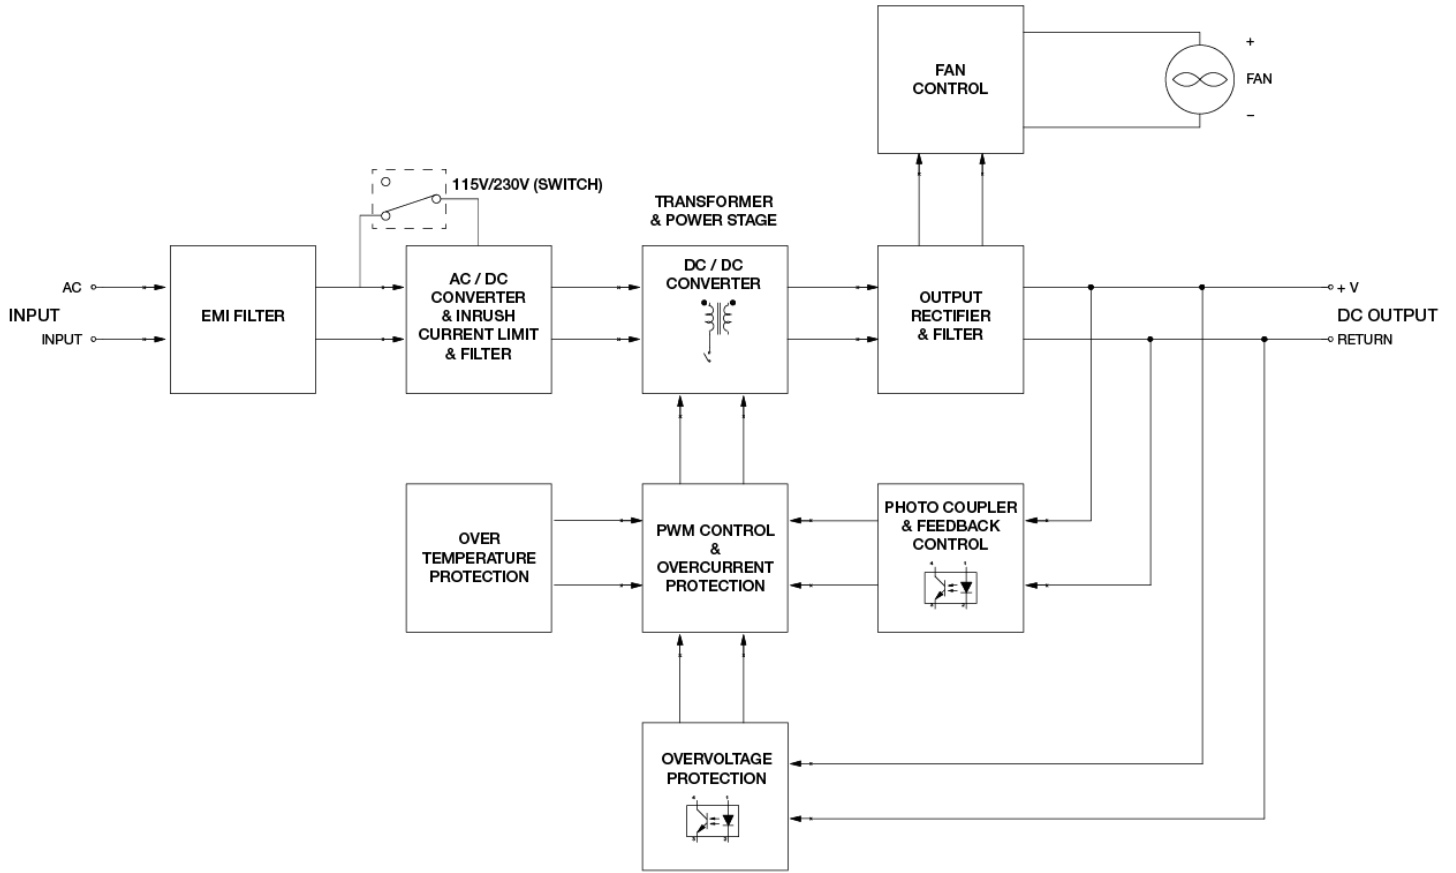 FAN
CONTROL
+
FAN
−
115V/230V (SWITCH)
TRANSFORMER
& POWER STAGE
AC
INPUT
INPUT
EMI FILTER
AC / DC
CONVERTER
& INRUSH
CURRENT LIMIT
& FILTER
DC / DC
CONVERTER
OUTPUT
RECTIFIER
& FILTER
+ V
DC OUTPUT
RETURN
OVER
TEMPERATURE
PROTECTION
PWM CONTROL
&
OVERCURRENT
PROTECTION
PHOTO COUPLER
& FEEDBACK
CONTROL
OVERVOLTAGE
PROTECTION